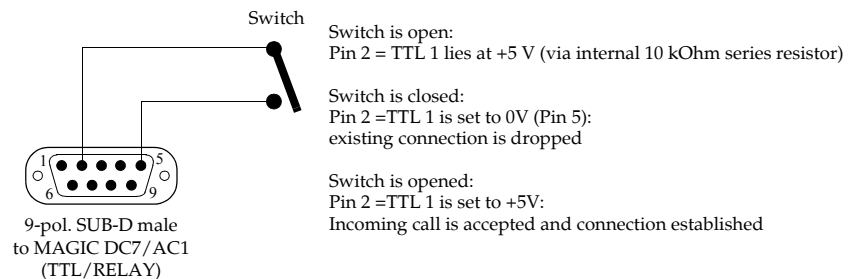 Switch
Switch is open:
Pin 2 = TTL 1 lies at +5 V (via internal 10 kOhm series resistor)
Switch is closed:
Pin 2 =TTL 1 is set to 0V (Pin 5):
existing connection is dropped
Switch is opened:
Pin 2 =TTL 1 is set to +5V:
Incoming call is accepted and connection established
1
5
6
9
9-pol. SUB-D male
to MAGIC DC7/AC1
(TTL/RELAY)